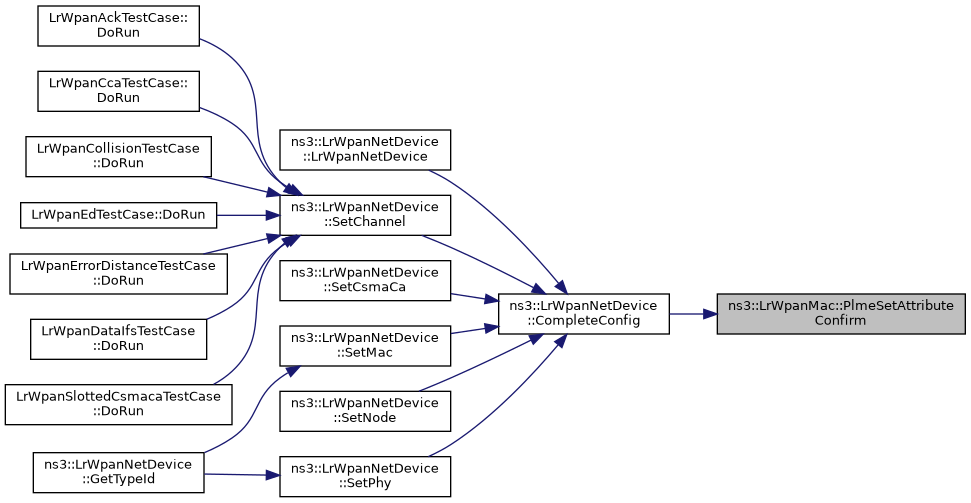 LrWpanAckTestCase::
DoRun
LrWpanCcaTestCase::
DoRun
LrWpanCollisionTestCase
::DoRun
LrWpanEdTestCase::DoRun
LrWpanErrorDistanceTestCase
::DoRun
LrWpanDataIfsTestCase
::DoRun
LrWpanSlottedCsmacaTestCase
::DoRun
ns3::LrWpanNetDevice
::GetTypeId
ns3::LrWpanNetDevice
::LrWpanNetDevice
ns3::LrWpanNetDevice
::SetChannel
ns3::LrWpanNetDevice
::SetCsmaCa
ns3::LrWpanNetDevice
::SetMac
ns3::LrWpanNetDevice
::SetNode
ns3::LrWpanNetDevice
::SetPhy
ns3::LrWpanNetDevice
::CompleteConfig
ns3::LrWpanMac::PlmeSetAttribute
Confirm